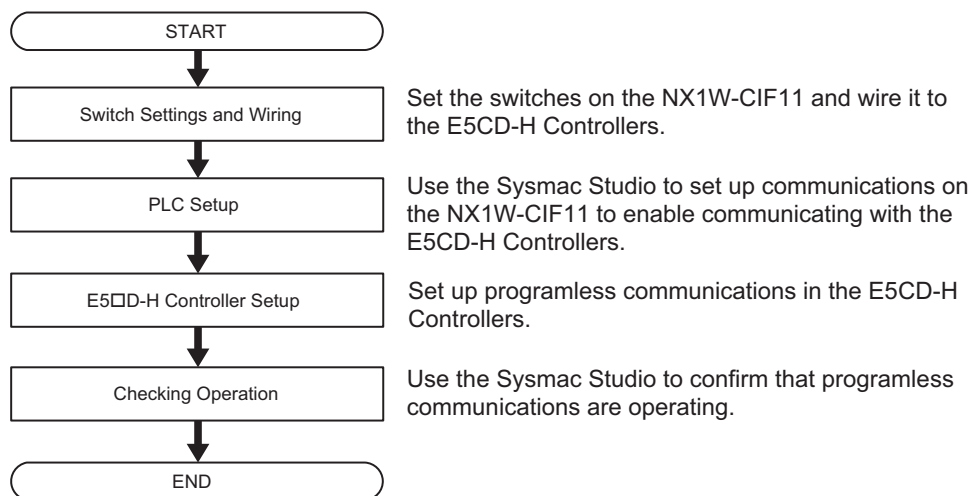 START
Switch Settings and Wiring
Set the switches on the NX1W-CIF11 and wire it to
the E5CD-H Controllers.
PLC Setup
Use the Sysmac Studio to set up communications on
the NX1W-CIF11 to enable communicating with the
E5CD-H Controllers.
E5□D-H Controller Setup
Set up programless communications in the E5CD-H
Controllers.
Checking Operation
Use the Sysmac Studio to confirm that programless
communications are operating.
END